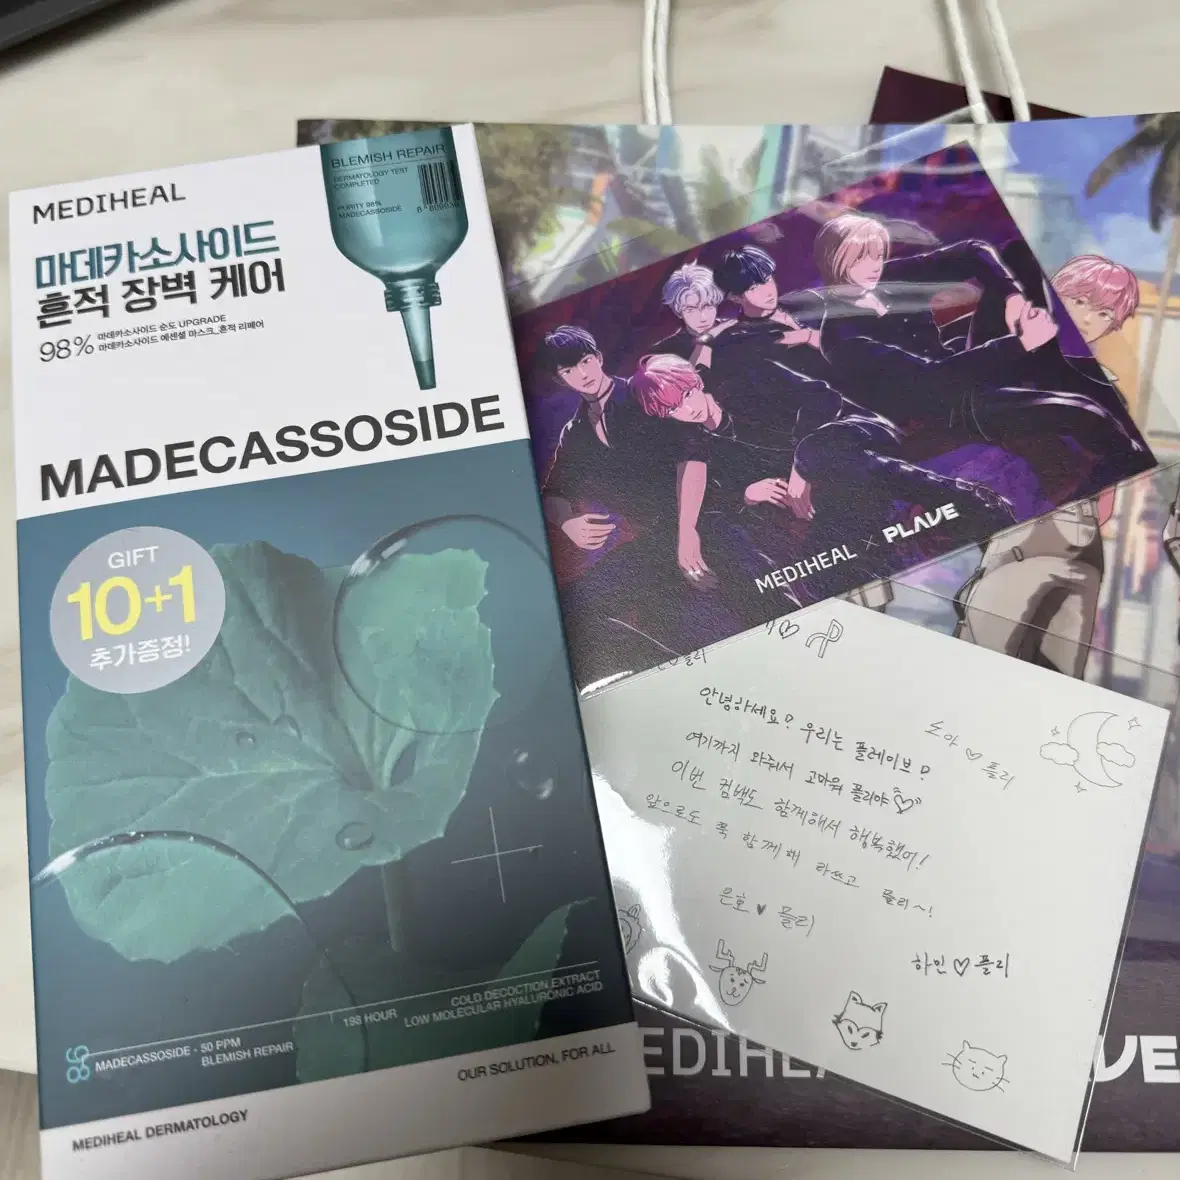 MEDIHEAL
마데카소사이드
흔적 장벽 케어
98% 마데카소사이드 순도 UPGRADE
마데카소사이드 에센셜 마스크_흔적 리페어
BLEMISH REPAIR
DERMATOLOGY TEST
COMPLETED
PURITY 98%
MADECASSOSIDE
MADECASSOSIDE
GIFT
10+1
추가증정!
COLD DECOCTION EXTRACT
193 HOUR LOW MOLECULAR HYALURONIC ACID
98 MADECASSOSIDE - 50 PPM
BLEMISH REPAIR
OUR SOLUTION, FOR ALL
MEDIHEAL DERMATOLOGY
MEDIHEAL × PLAVE
♡플리
안녕하세요? 우리는 플레이브?
여기까지 와줘서 고마워 플리야
이번 컴백도 함께해서 행복했어!
앞으로도 쭉 함께해 라쓰고 플리~!
노아 ♡ 플리
은호 ♥ 플리
하민 ♡ 플리